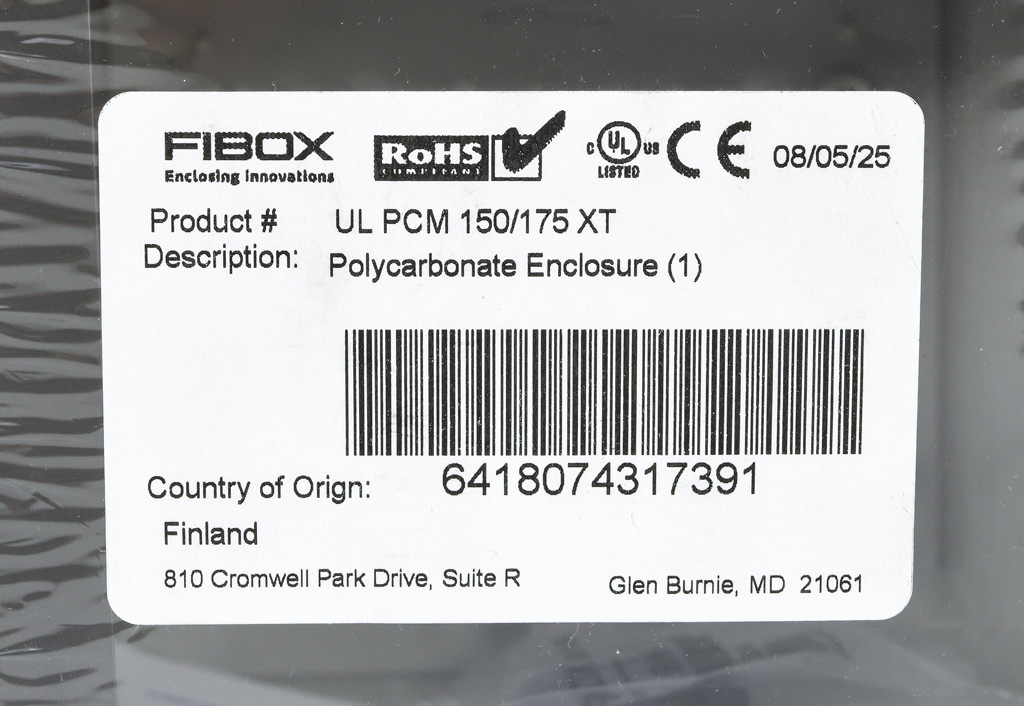 FIBOX
Enclosing Innovations
RoHS
COMPLIANT
C UL US
LISTED
CE
08/05/25
Product # UL PCM 150/175 XT
Description: Polycarbonate Enclosure (1)
6418074317391
Country of Orign:
Finland
810 Cromwell Park Drive, Suite R Glen Burnie, MD 21061